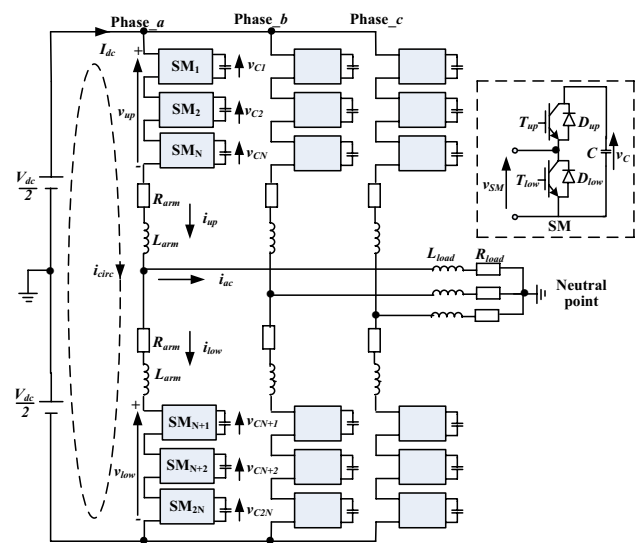 Phase_a
Phase_b
Phase_c
I_dc
+
SM_1
v_C1
v_up
SM_2
v_C2
SM_N
v_CN
-
T_up
D_up
C
v_C
v_SM
T_low
D_low
SM
V_dc
2
R_arm
i_up
L_arm
i_circ
i_ac
L_load
R_load
Neutral
point
R_arm
i_low
L_arm
V_dc
2
+
SM_N+1
v_CN+1
v_low
SM_N+2
v_CN+2
SM_2N
v_C2N
-